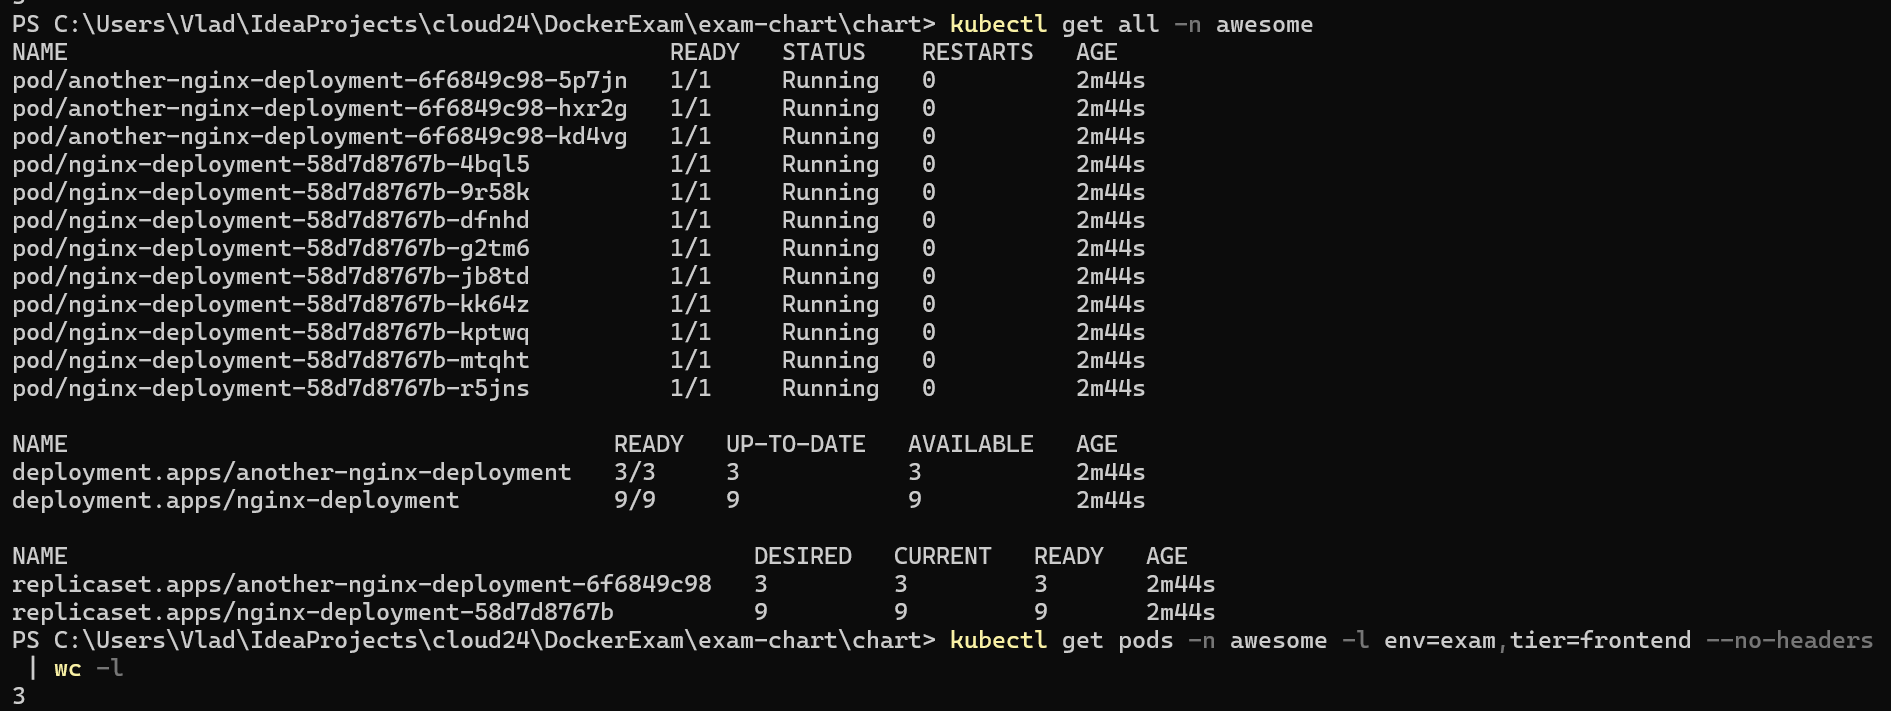 PS C:\Users\Vlad\IdeaProjects\cloud24\DockerExam\exam-chart\chart> kubectl get all -n awesome
NAME READY STATUS RESTARTS AGE
pod/another-nginx-deployment-6f6849c98-5p7jn 1/1 Running 0 2m44s
pod/another-nginx-deployment-6f6849c98-hxr2g 1/1 Running 0 2m44s
pod/another-nginx-deployment-6f6849c98-kd4vg 1/1 Running 0 2m44s
pod/nginx-deployment-58d7d8767b-4bql5 1/1 Running 0 2m44s
pod/nginx-deployment-58d7d8767b-9r58k 1/1 Running 0 2m44s
pod/nginx-deployment-58d7d8767b-dfnhd 1/1 Running 0 2m44s
pod/nginx-deployment-58d7d8767b-g2tm6 1/1 Running 0 2m44s
pod/nginx-deployment-58d7d8767b-jb8td 1/1 Running 0 2m44s
pod/nginx-deployment-58d7d8767b-kk64z 1/1 Running 0 2m44s
pod/nginx-deployment-58d7d8767b-kptwq 1/1 Running 0 2m44s
pod/nginx-deployment-58d7d8767b-mtqht 1/1 Running 0 2m44s
pod/nginx-deployment-58d7d8767b-r5jns 1/1 Running 0 2m44s
NAME READY UP-TO-DATE AVAILABLE AGE
deployment.apps/another-nginx-deployment 3/3 3 3 2m44s
deployment.apps/nginx-deployment 9/9 9 9 2m44s
NAME DESIRED CURRENT READY AGE
replicaset.apps/another-nginx-deployment-6f6849c98 3 3 3 2m44s
replicaset.apps/nginx-deployment-58d7d8767b 9 9 9 2m44s
PS C:\Users\Vlad\IdeaProjects\cloud24\DockerExam\exam-chart\chart> kubectl get pods -n awesome -l env=exam,tier=frontend --no-headers
| wc -l
3